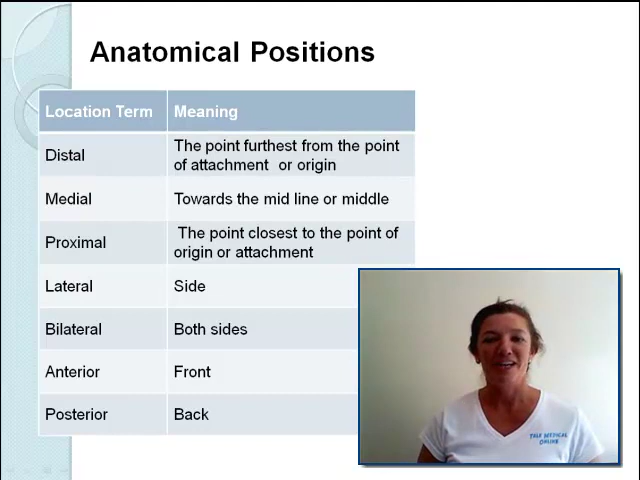 Anatomical Positions
Location Term Meaning
Distal The point furthest from the point
of attachment or origin
Medial Towards the mid line or middle
Proximal The point closest to the point of
origin or attachment
Lateral Side
Bilateral Both sides
Anterior Front
Posterior Back
TALK MEDICAL
ONLINE